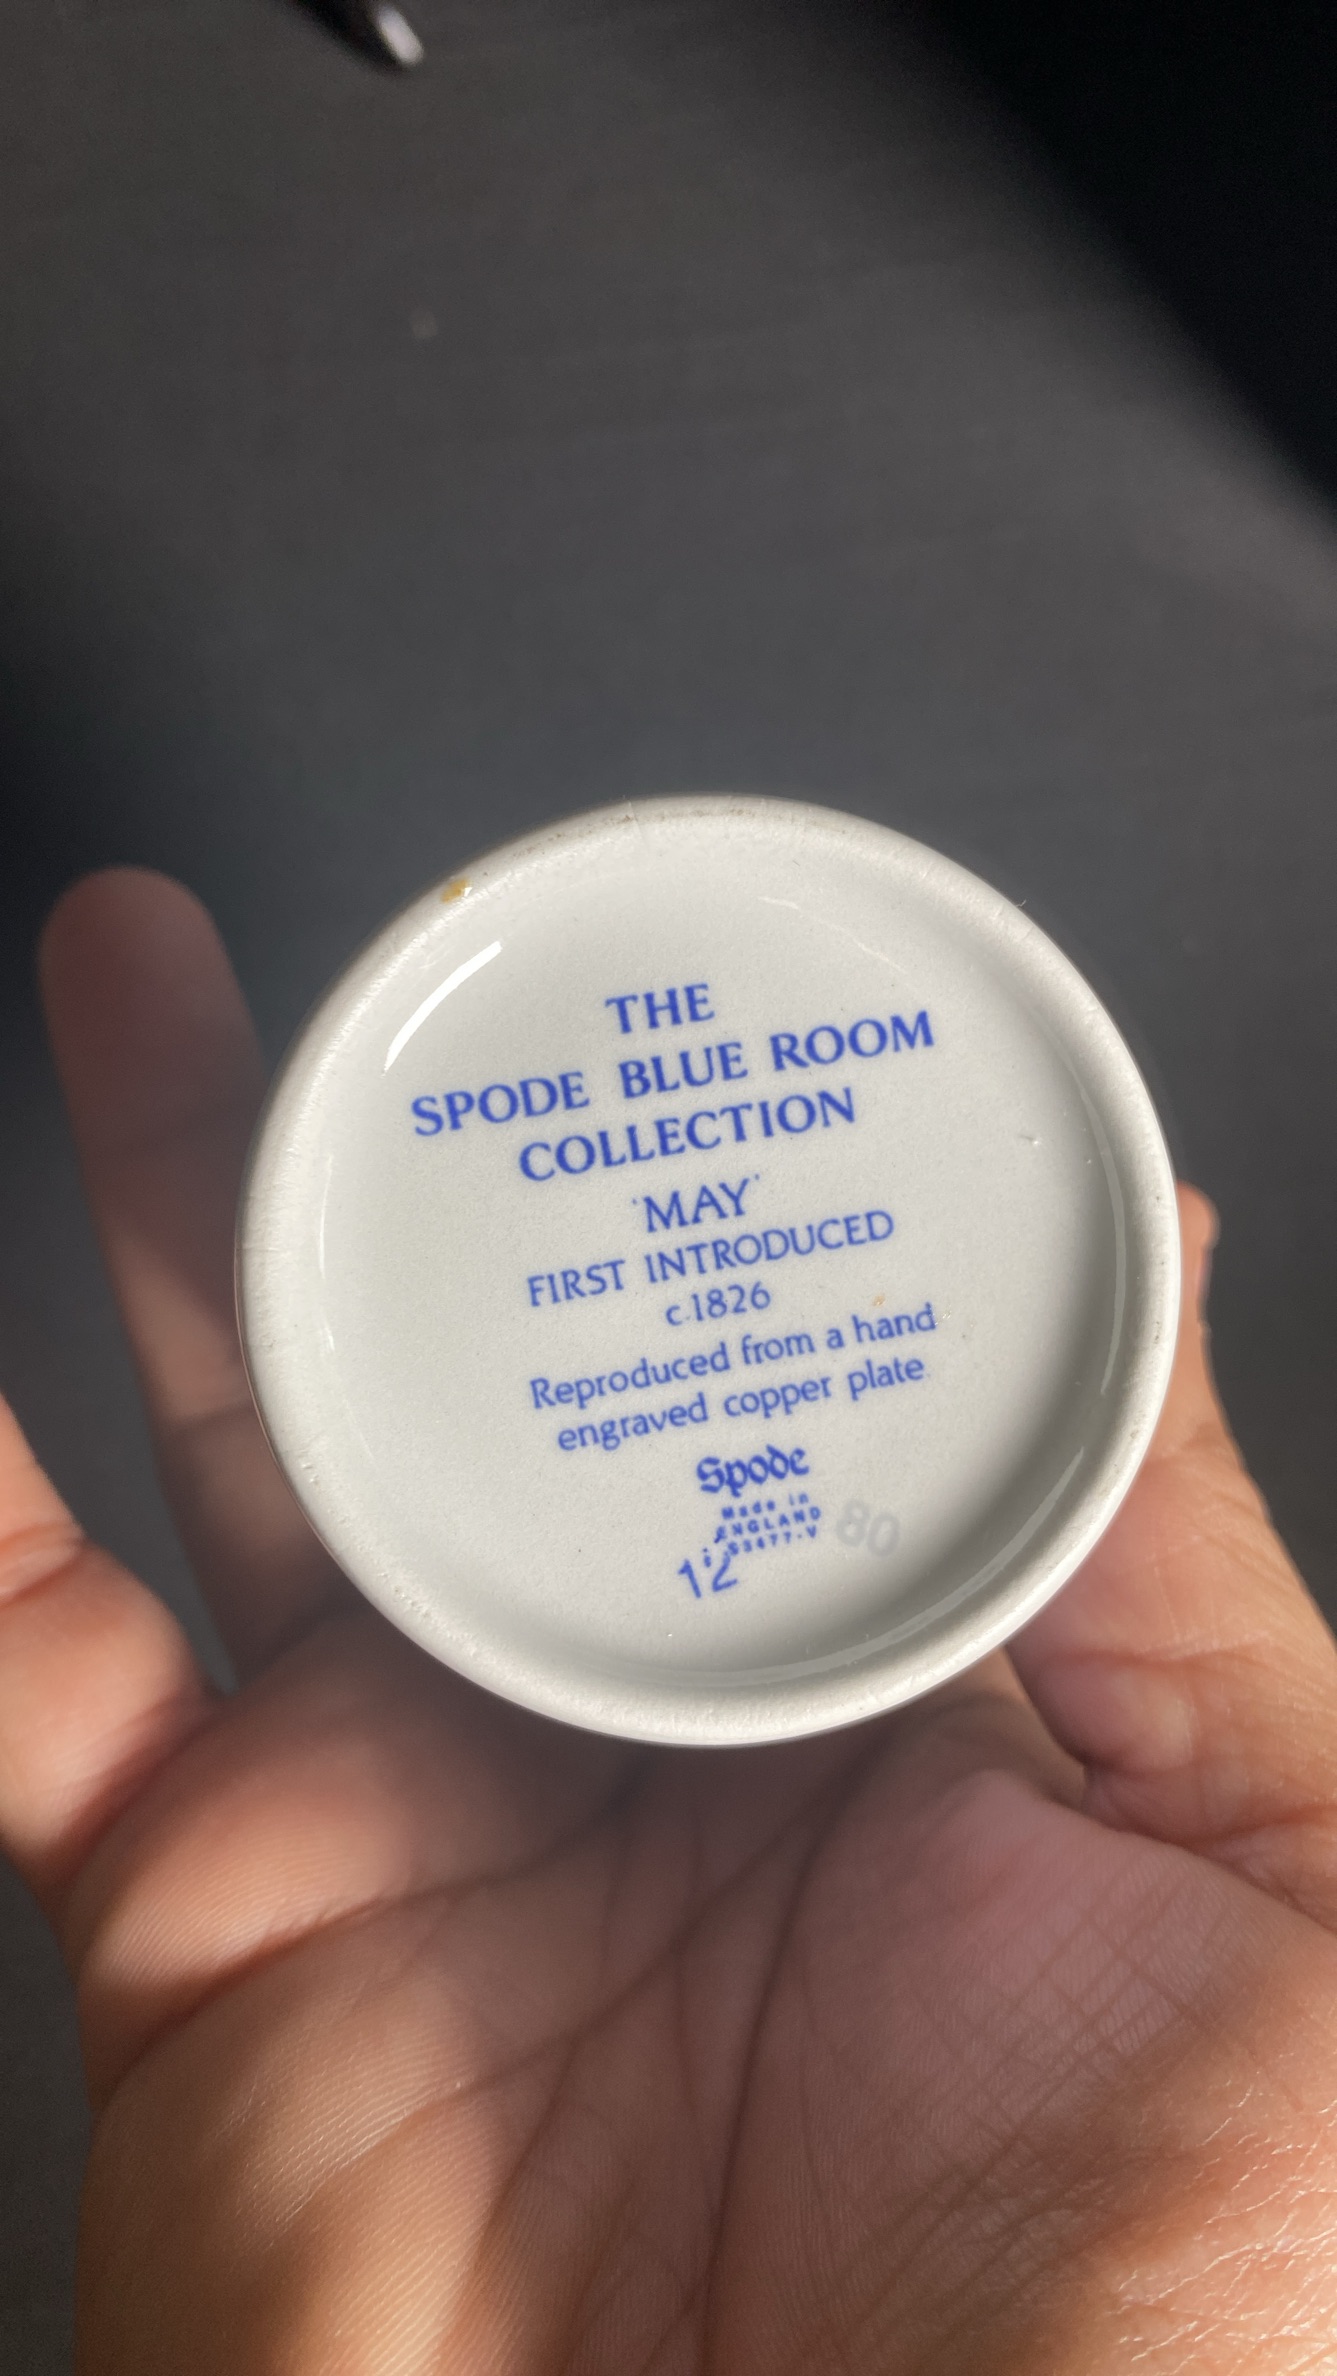 THE
SPODE BLUE ROOM
COLLECTION
'MAY'
FIRST INTRODUCED
c.1826
Reproduced from a hand
engraved copper plate
Spode
Made in
ENGLAND
S3477-V
12
80